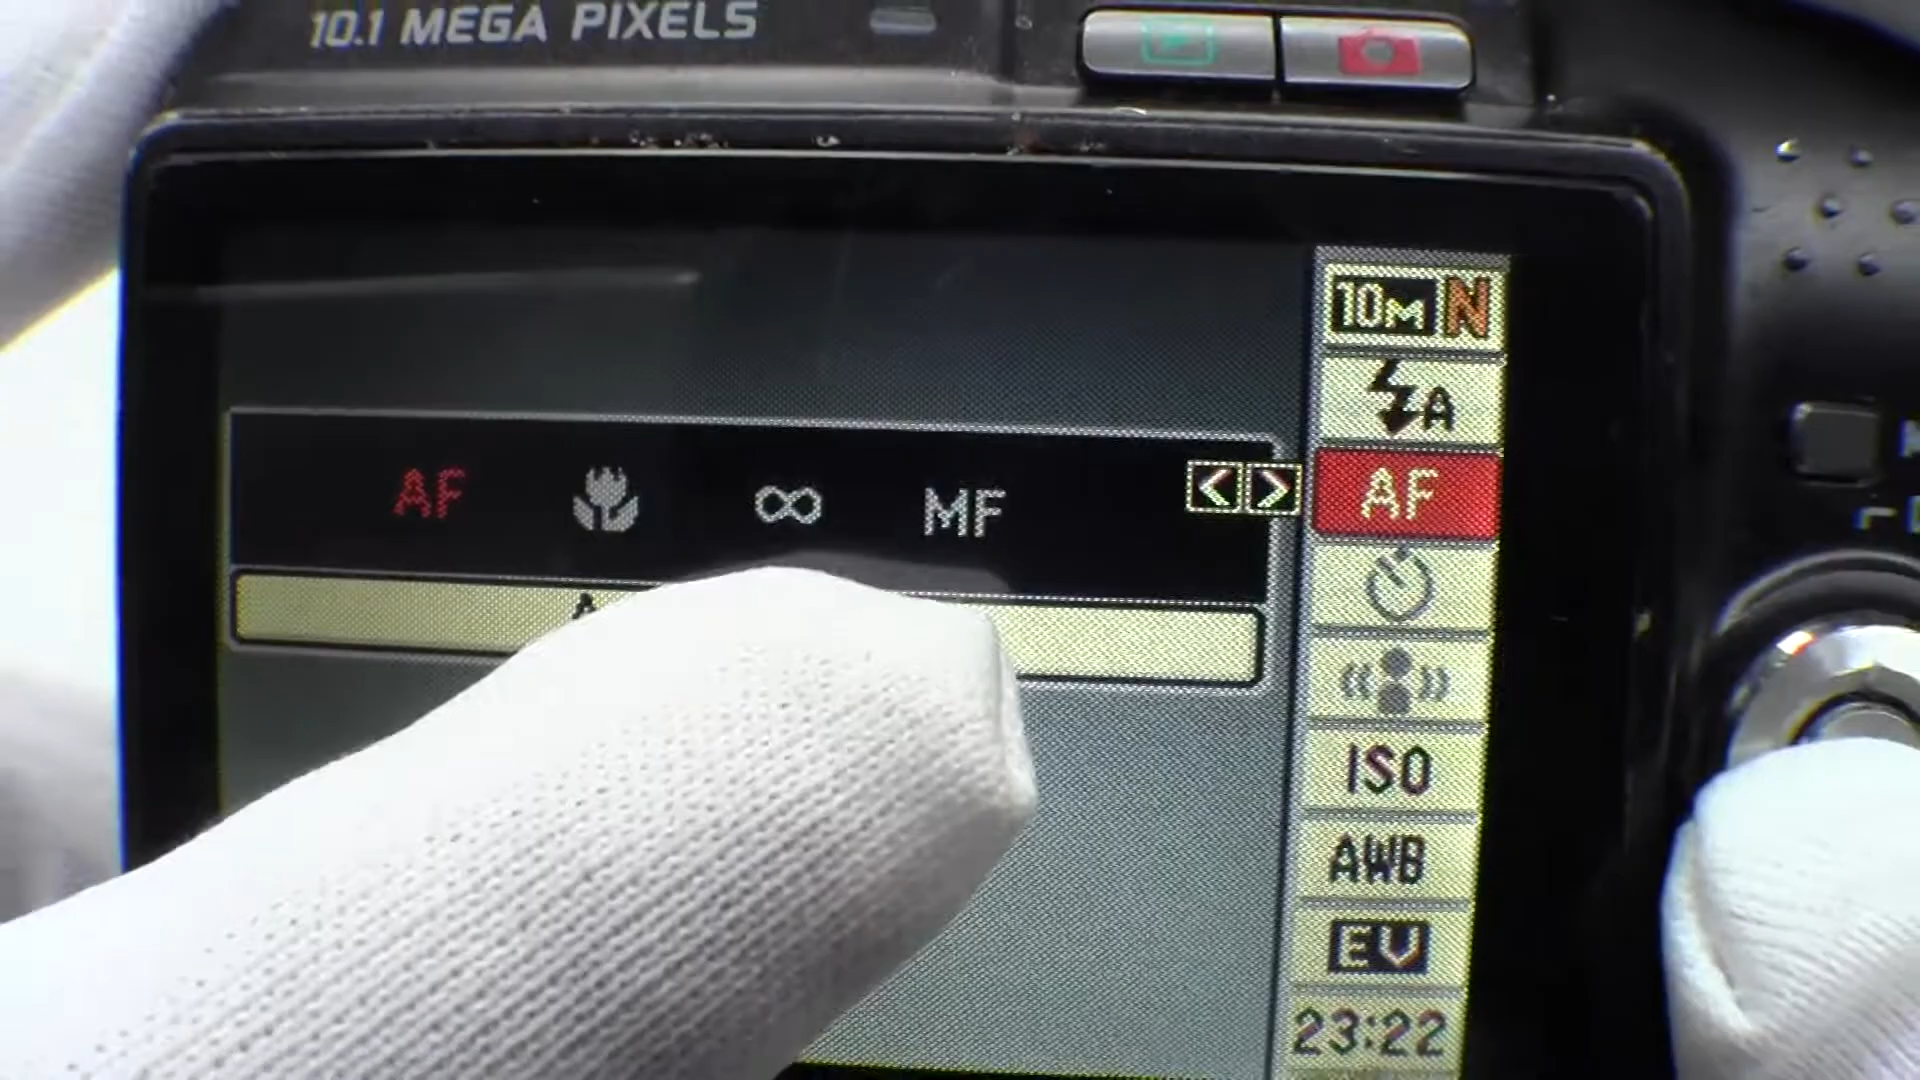 10.1 MEGA PIXELS
10M N
A
AF ∞ MF < > AF
ISO
AWB
EV
23:22